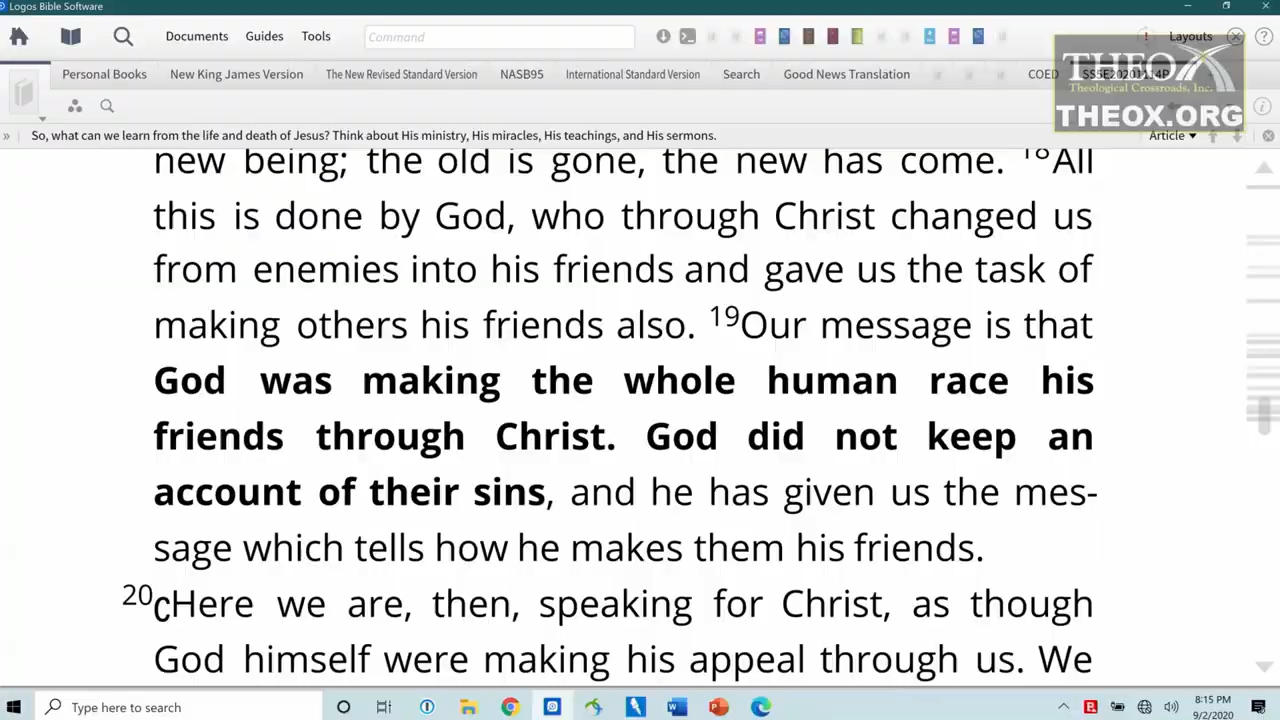 Logos Bible Software
Documents Guides Tools Command Layouts
THEOX
Theological Crossroads, Inc.
THEOX.ORG
Personal Books New King James Version The New Revised Standard Version NASB95 International Standard Version Search Good News Translation COED SSSE20201114P
» So, what can we learn from the life and death of Jesus? Think about His ministry, His miracles, His teachings, and His sermons. Article
new being; the old is gone, the new has come. 18All
this is done by God, who through Christ changed us
from enemies into his friends and gave us the task of
making others his friends also. 19Our message is that
God was making the whole human race his
friends through Christ. God did not keep an
account of their sins, and he has given us the mes-
sage which tells how he makes them his friends.
20cHere we are, then, speaking for Christ, as though
God himself were making his appeal through us. We
Type here to search
8:15 PM
9/2/2020